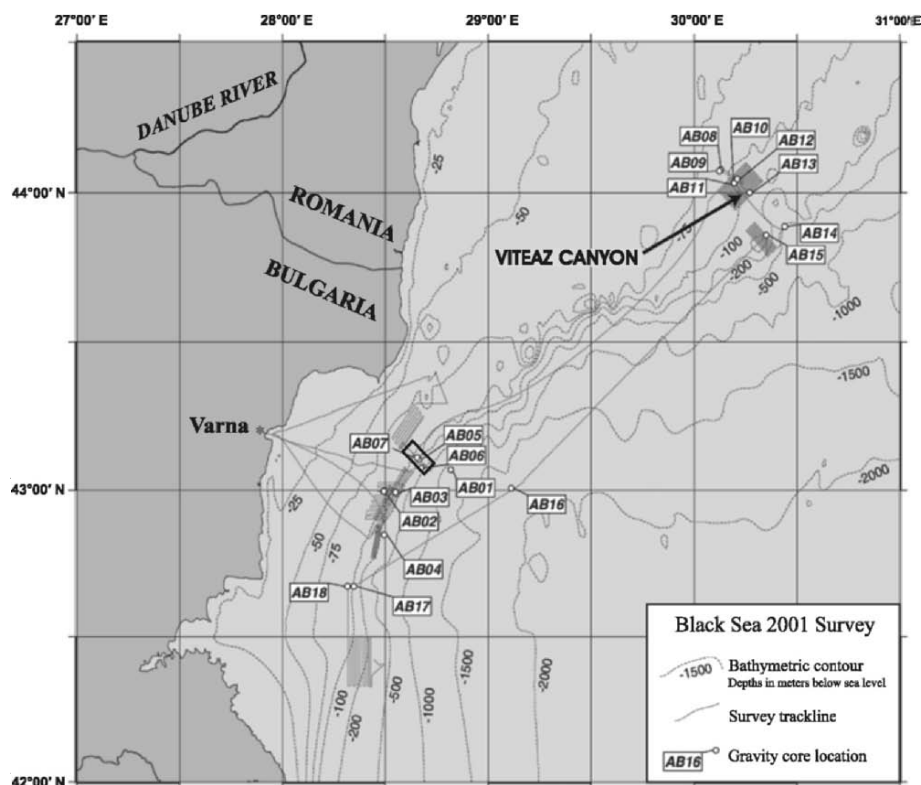 27°00' E
28°00' E
29°00' E
30°00' E
31°00' E
DANUBE RIVER
-25
AB08
AB10
AB12
AB09
AB13
44°00' N
AB11
-50
ROMANIA
-75
AB14
VITEAZ CANYON
-100
AB15
-200
BULGARIA
-500
-1000
-1500
Varna
AB07
AB05
AB06
-2000
43°00' N
-25
AB03
AB01
AB16
AB02
-50
-75
AB04
AB18
AB17
-100
-200
-500
-1000
-1500
-2000
Black Sea 2001 Survey
-1500
Bathymetric contour
Depths in meters below sea level
Survey trackline
AB16
Gravity core location
42°00' N